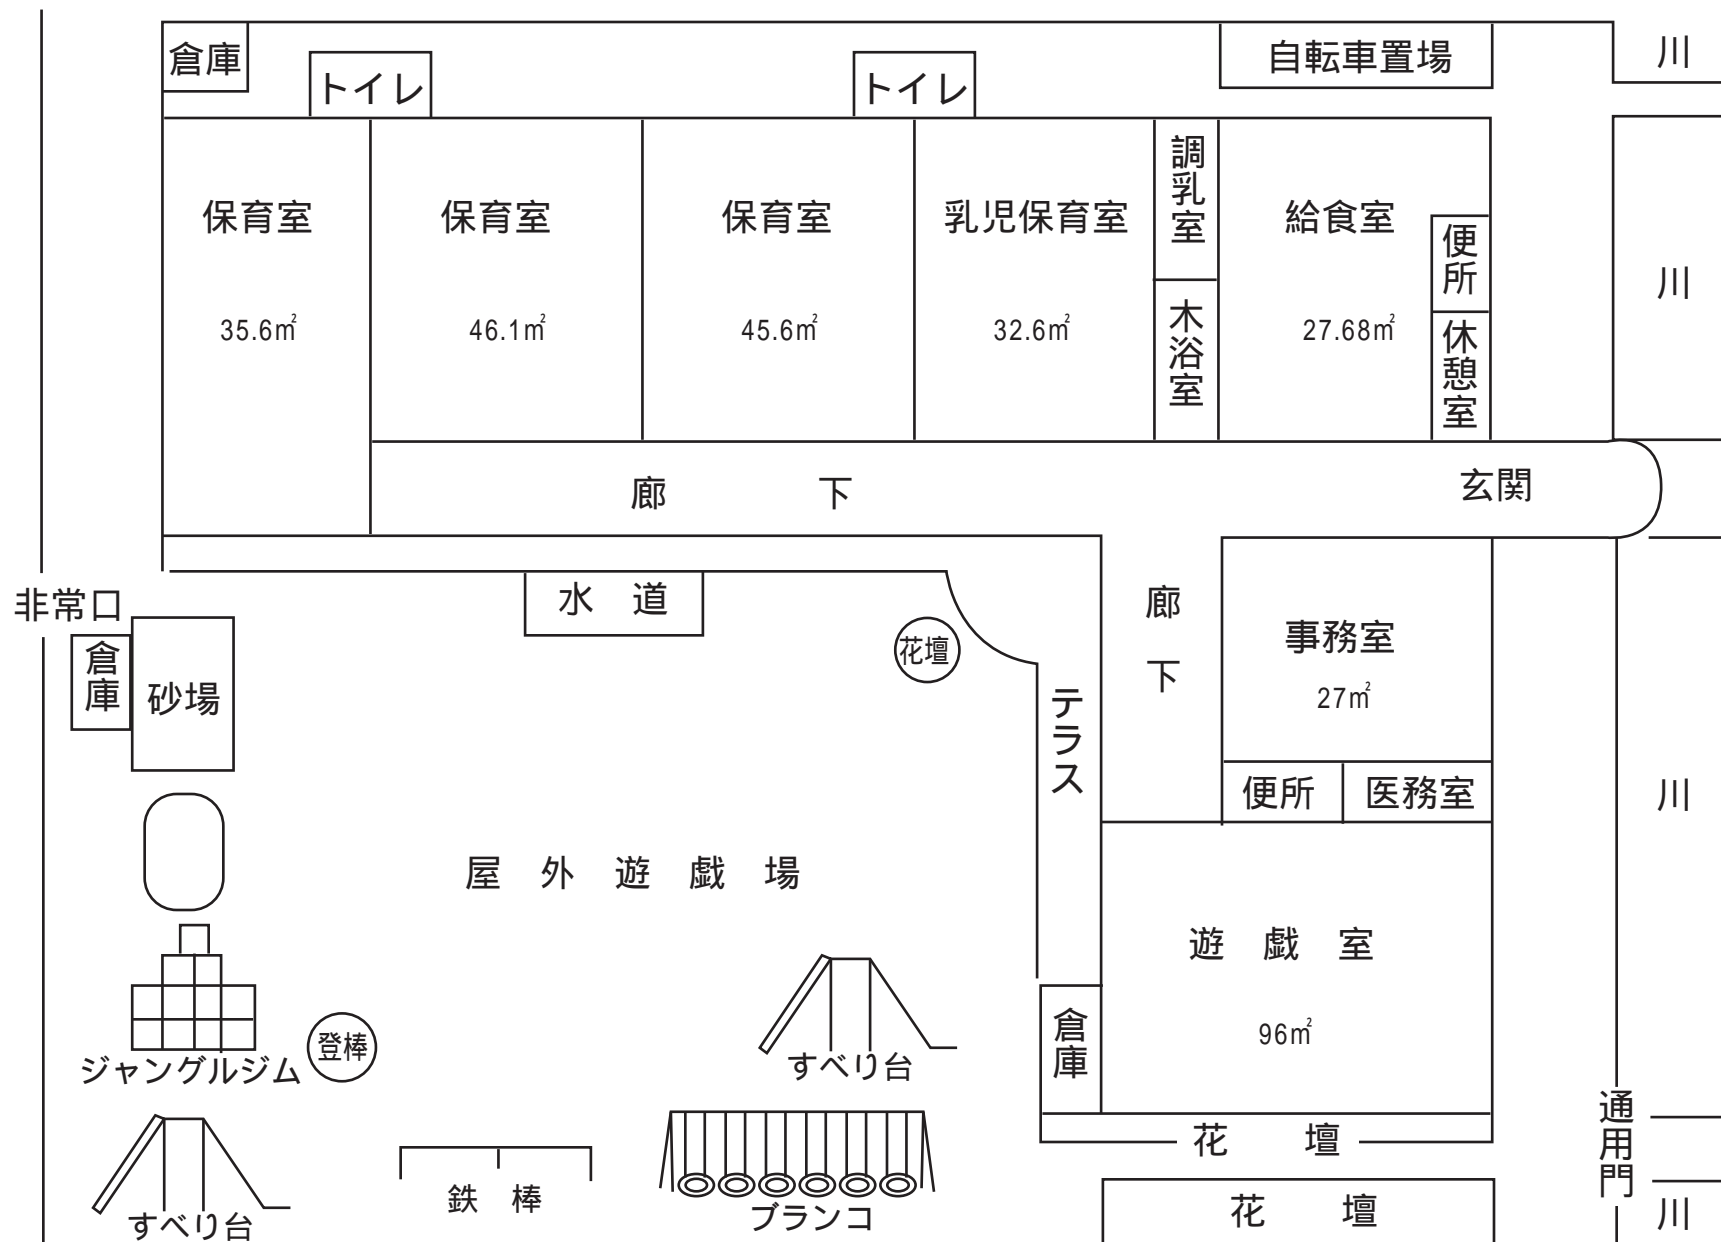 倉庫
トイレ
トイレ
自転車置場
川
保育室
35.6㎡
保育室
46.1㎡
保育室
45.6㎡
乳児保育室
32.6㎡
調乳室
木浴室
給食室
27.68㎡
便所
休憩室
川
廊　下
玄関
非常口
倉庫
砂場
水　道
花壇
テラス
廊下
事務室
27㎡
便所
医務室
川
屋　外　遊　戯　場
遊　戯　室
96㎡
倉庫
ジャングルジム
登棒
すべり台
すべり台
鉄　棒
ブランコ
花　壇
花　壇
通用門
川